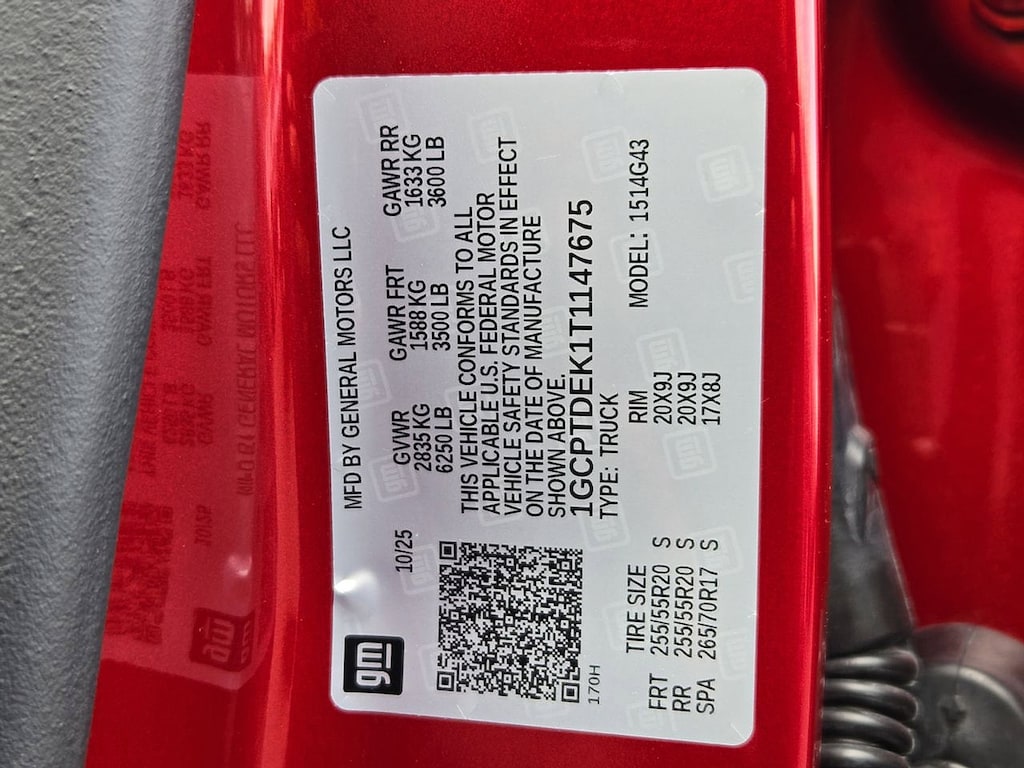 gm
10/25
MFD BY GENERAL MOTORS LLC
GVWR GAWR FRT GAWR RR
2835 KG 1588 KG 1633 KG
6250 LB 3500 LB 3600 LB
THIS VEHICLE CONFORMS TO ALL
APPLICABLE U.S. FEDERAL MOTOR
VEHICLE SAFETY STANDARDS IN EFFECT
ON THE DATE OF MANUFACTURE
SHOWN ABOVE.
1GCPTDEK1T1147675
TYPE: TRUCK MODEL: 1514G43
170H
TIRE SIZE RIM
FRT 255/55R20 S 20X9J
RR 255/55R20 S 20X9J
SPA 265/70R17 S 17X8J